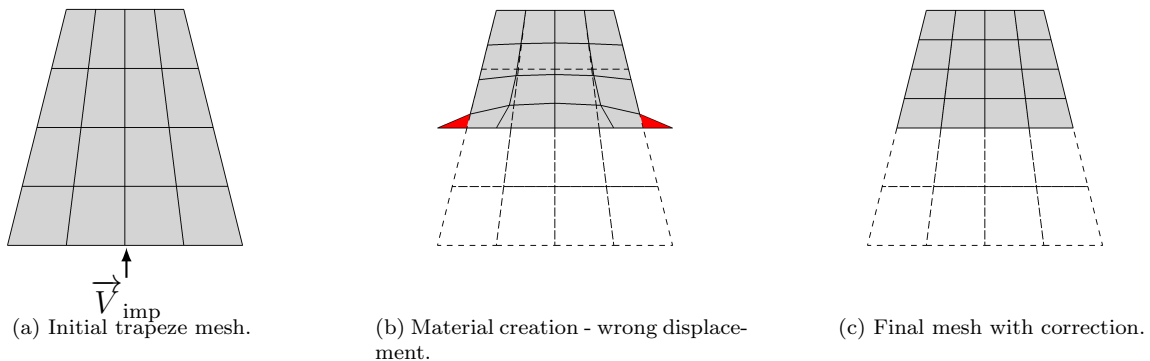 V imp
(a) Initial trapeze mesh.
(b) Material creation - wrong displace-
ment.
(c) Final mesh with correction.